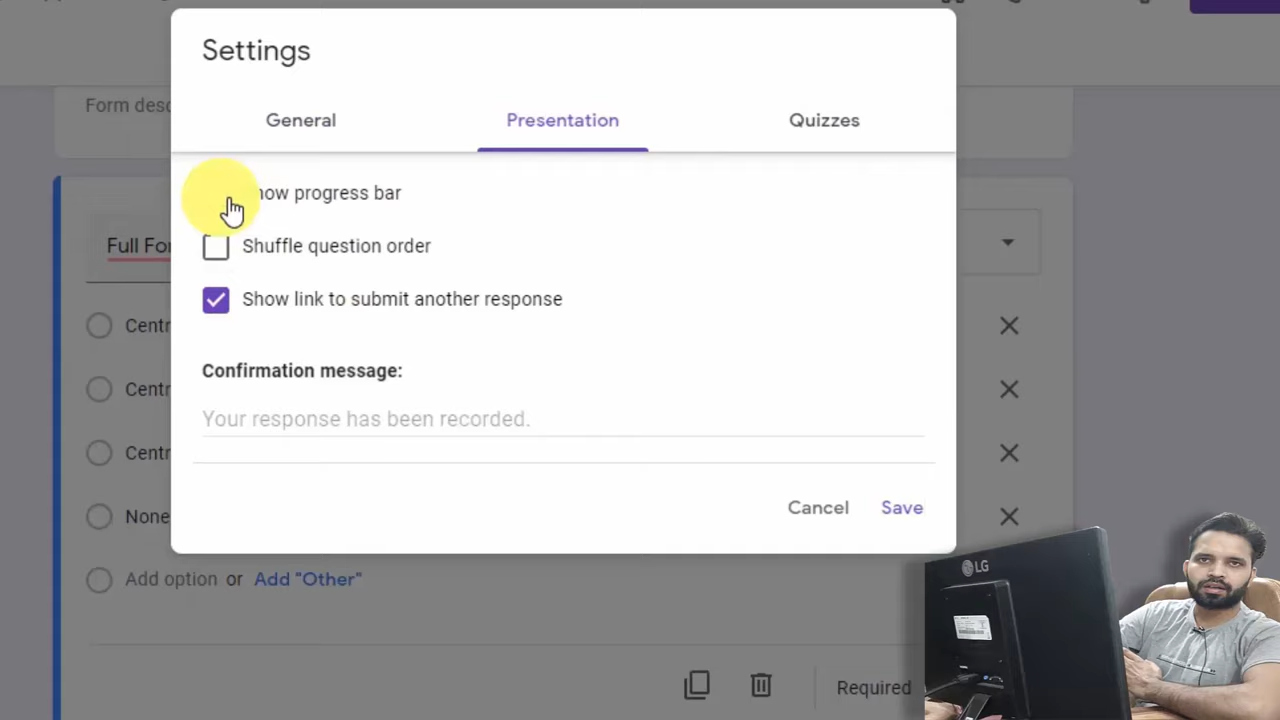 Settings
General Presentation Quizzes
Form desc
how progress bar
Full For
Shuffle question order
Centr
Show link to submit another response
Centr
Confirmation message:
Your response has been recorded.
Centr
None
Cancel Save
Add option or Add "Other"
LG
Required